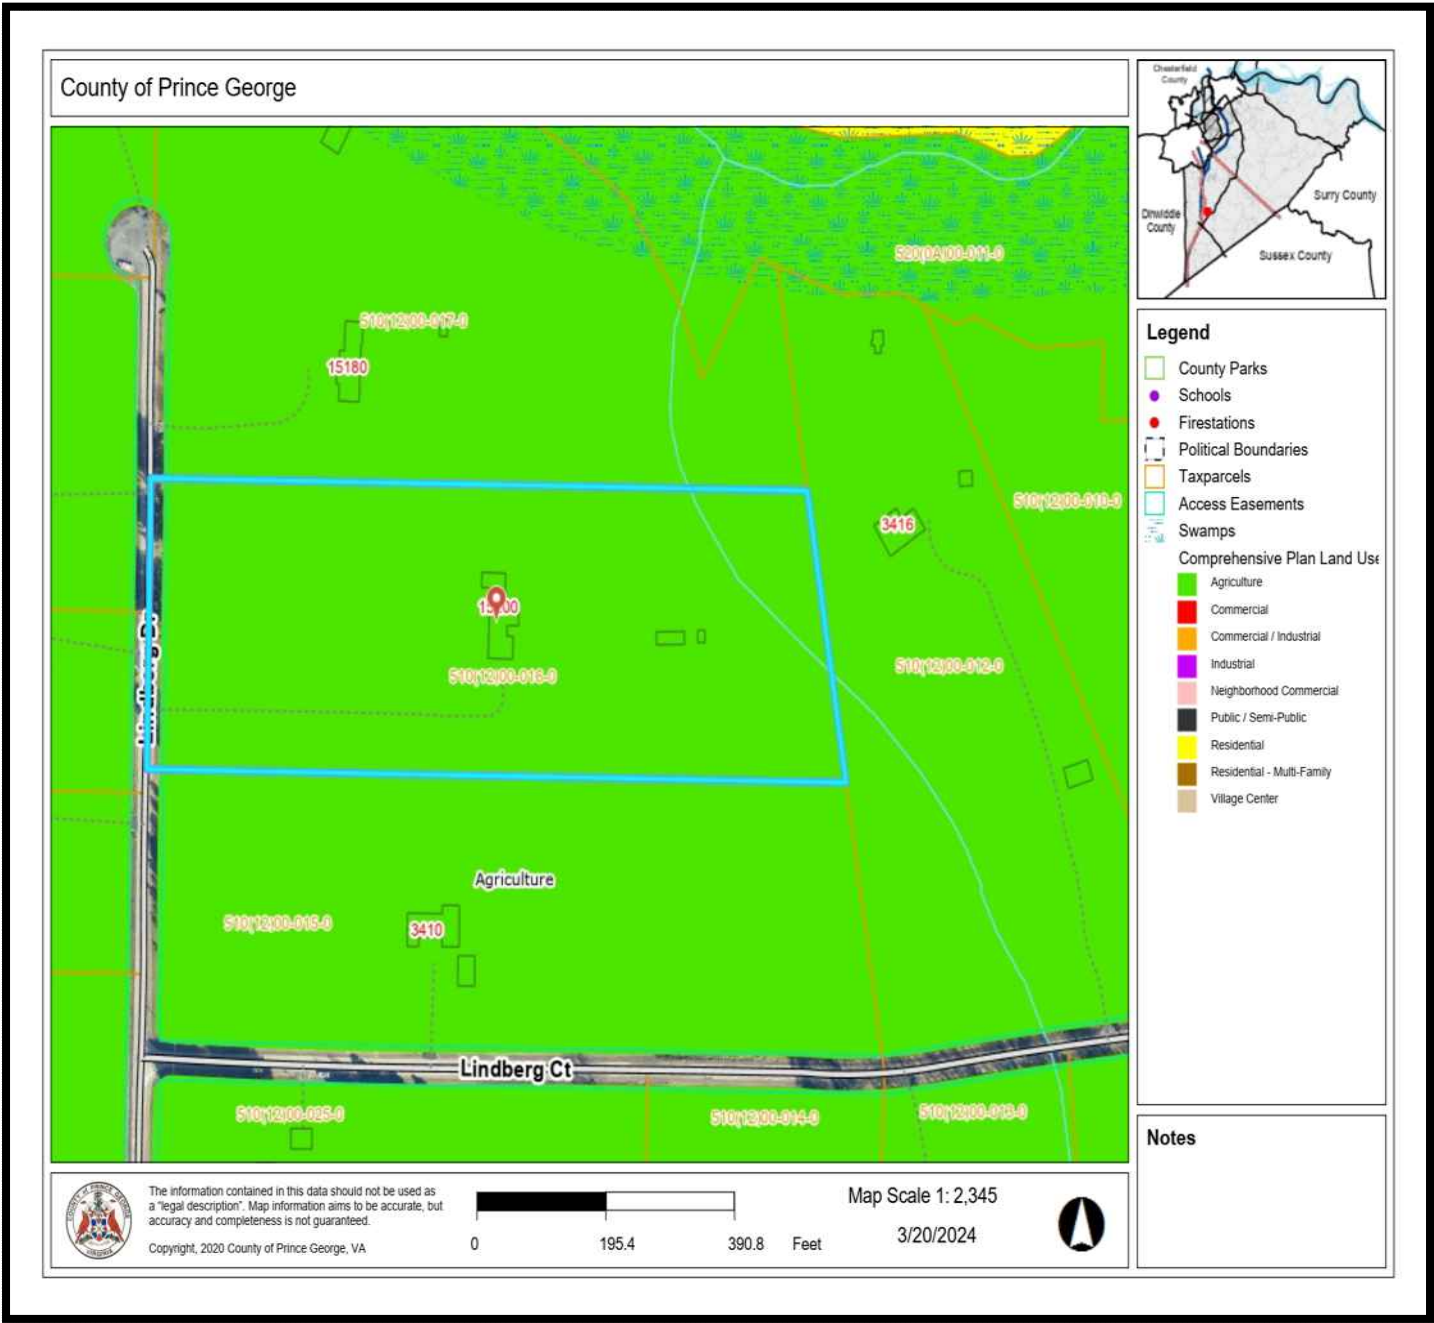 County of Prince George
Chesterfield
County
Surry County
Dinwiddie
County
Sussex County
520(0A)00-011-0
510(12)00-017-0
15180
510(12)00-010-0
3416
510(12)00-016-0
510(12)00-012-0
Lindberg Dr
Agriculture
510(12)00-015-0
3410
Lindberg Ct
510(12)00-025-0
510(12)00-014-0
510(12)00-013-0
Legend
County Parks
Schools
Firestations
Political Boundaries
Taxparcels
Access Easements
Swamps
Comprehensive Plan Land Use
Agriculture
Commercial
Commercial / Industrial
Industrial
Neighborhood Commercial
Public / Semi-Public
Residential
Residential - Multi-Family
Village Center
Notes
COUNTY of PRINCE GEORGE
VIRGINIA
The information contained in this data should not be used as
a "legal description". Map information aims to be accurate, but
accuracy and completeness is not guaranteed.
Copyright, 2020 County of Prince George, VA
0 195.4 390.8 Feet
Map Scale 1: 2,345
3/20/2024